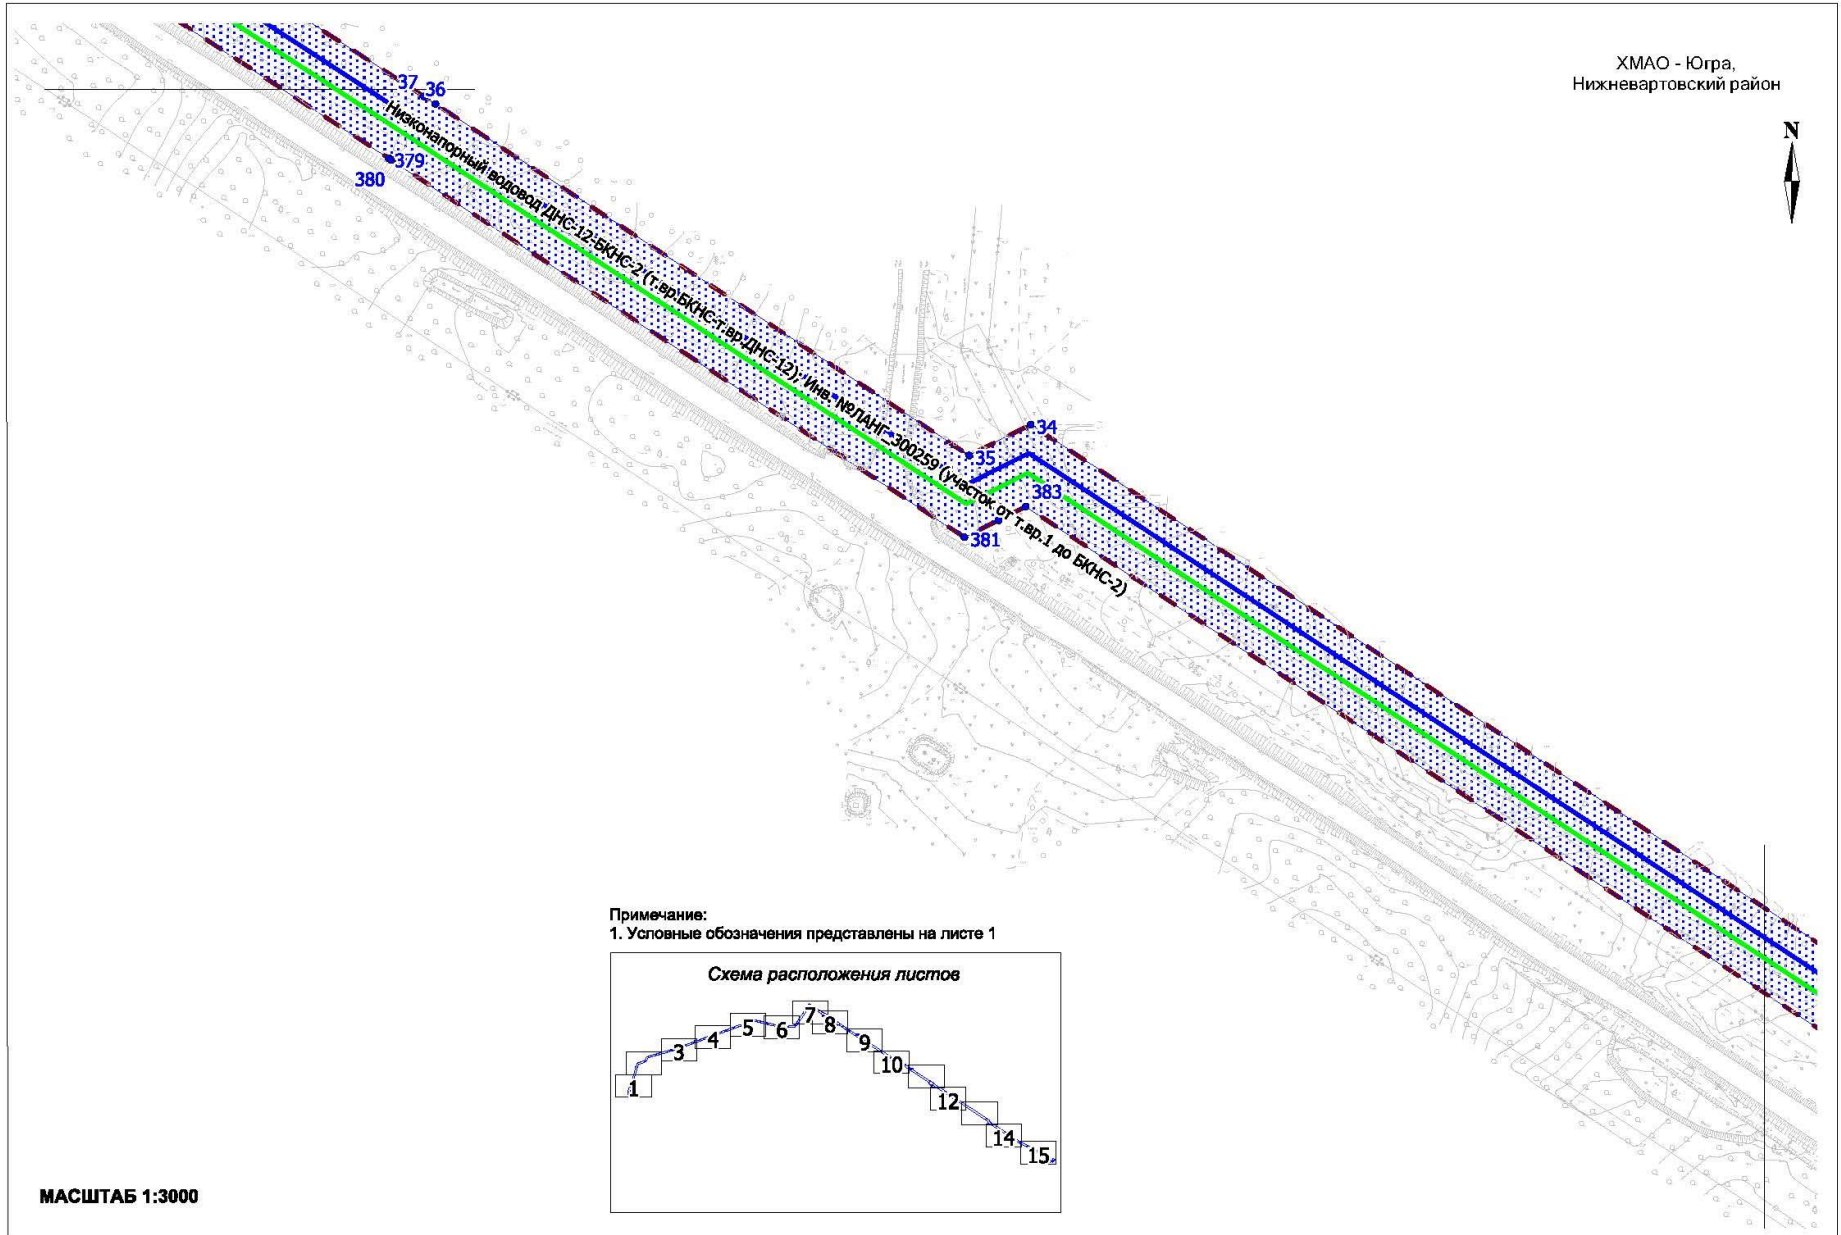 ХМАО - Югра,
Нижневартовский район
N
37
36
379
380
Низконапорный водовод ДНС-12-БКНС-2 (т.вр.БКНС-т.вр.ДНС-12); Инв. №ЛАНГ_300259 (участок от т.вр.1 до БКНС-2)
34
35
383
381
Примечание:
1. Условные обозначения представлены на листе 1
Схема расположения листов
1
3
4
5
6
7
8
9
10
12
14
15
МАСШТАБ 1:3000